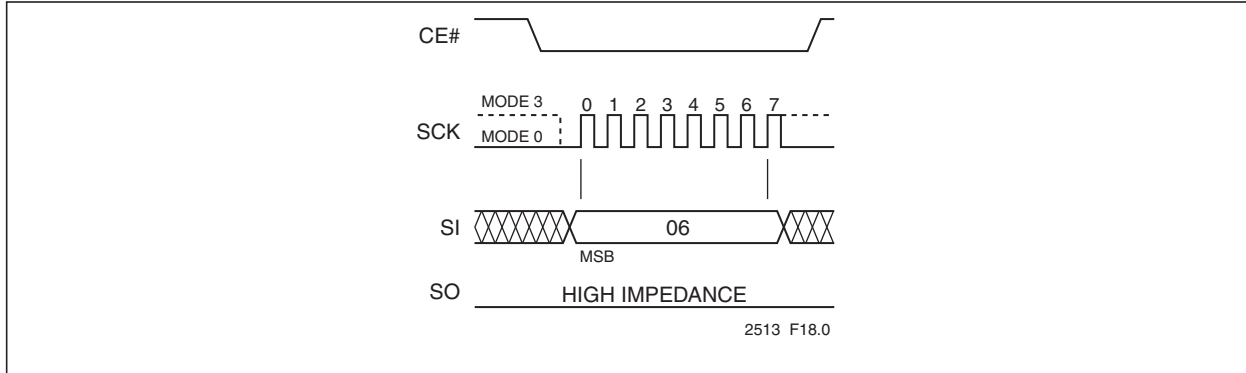 CE#
MODE 3
0 1 2 3 4 5 6 7
SCK
MODE 0
SI
06
MSB
SO
HIGH IMPEDANCE
2513 F18.0